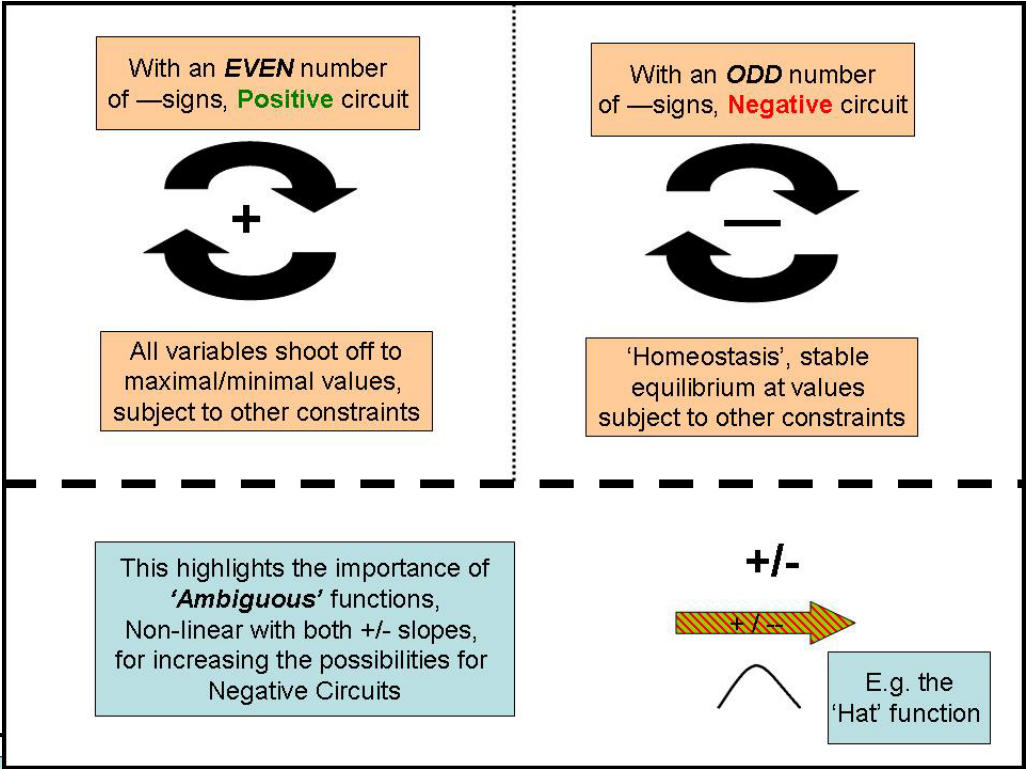 With an EVEN number
of —signs, Positive circuit
+
All variables shoot off to
maximal/minimal values,
subject to other constraints
With an ODD number
of —signs, Negative circuit
—
‘Homeostasis’, stable
equilibrium at values
subject to other constraints
This highlights the importance of
‘Ambiguous’ functions,
Non-linear with both +/- slopes,
for increasing the possibilities for
Negative Circuits
+/-
+ / --
E.g. the
‘Hat’ function